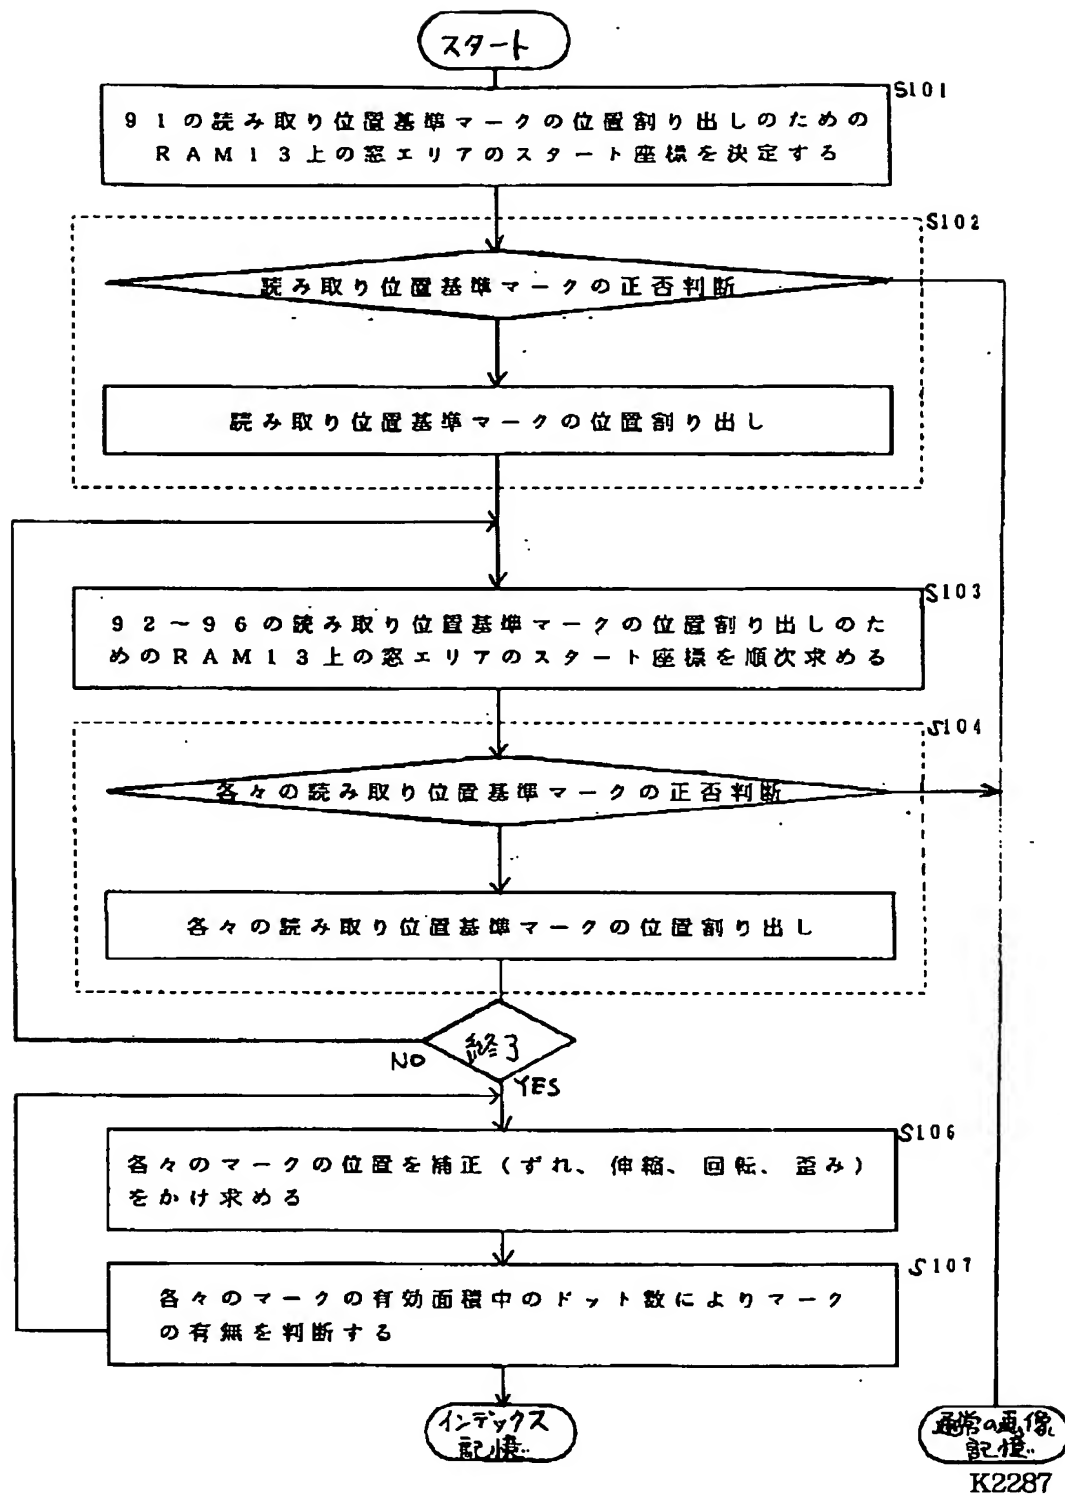 スタート
S101
91の読み取り位置基準マークの位置割り出しのための
RAM13上の窓エリアのスタート座標を決定する
S102
読み取り位置基準マークの正否判断
読み取り位置基準マークの位置割り出し
S103
92~96の読み取り位置基準マークの位置割り出しのた
めのRAM13上の窓エリアのスタート座標を順次求める
S104
各々の読み取り位置基準マークの正否判断
各々の読み取り位置基準マークの位置割り出し
終了
NO
YES
S106
各々のマークの位置を補正(ずれ、伸縮、回転、歪み)
をかけ求める
S107
各々のマークの有効面積中のドット数によりマーク
の有無を判断する
インデックス
記憶
通常の画像
記憶
K2287